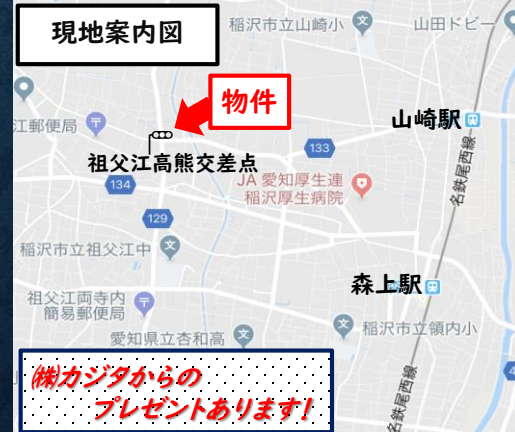 現地案内図
稲沢市立山崎小
山田ドビー
物件
江郵便局
山崎駅
133
祖父江高熊交差点
134
JA 愛知厚生連
稲沢厚生病院
名鉄尾西線
129
稲沢市立祖父江中
森上駅
祖父江両寺内
簡易郵便局
稲沢市立領内小
愛知県立杏和高
名鉄尾西線
㈱カジタからの
プレゼントあります!